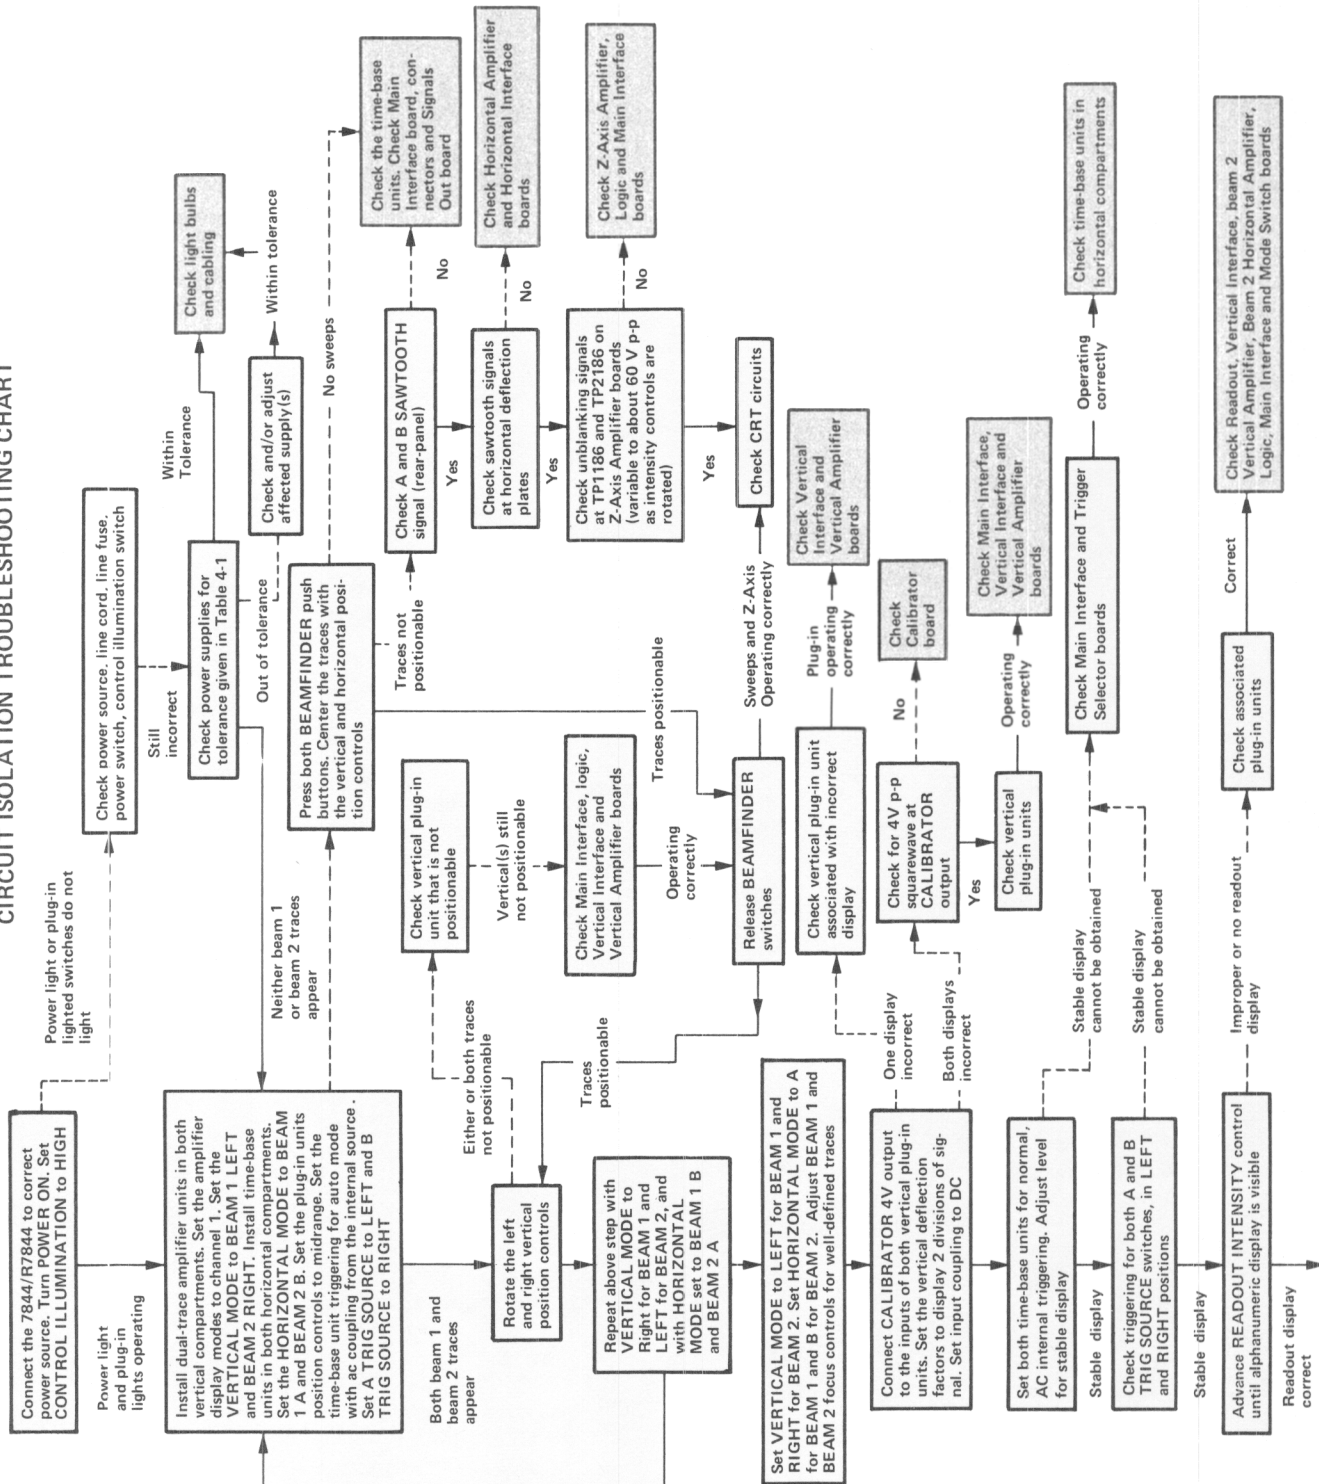 CIRCUIT ISOLATION TROUBLESHOOTING CHART
Connect the 7844/R7844 to correct
power source. Turn POWER ON. Set
CONTROL ILLUMINATION to HIGH
Power light or plug-in
lighted switches do not
light
Check power source. line cord. line fuse.
power switch, control illumination switch
Still
incorrect
Check power supplies for
tolerance given in Table 4-1
Within
Tolerance
Check light bulbs
and cabling
Out of tolerance
Check and/or adjust
affected supply(s)
Within tolerance
Neither beam 1
or beam 2 traces
appear
Power light
and plug-in
lights operating
Install dual-trace amplifier units in both
vertical compartments. Set the amplifier
display modes to channel 1. Set the
VERTICAL MODE to BEAM 1 LEFT
and BEAM 2 RIGHT. Install time-base
units in both horizontal compartments.
Set the HORIZONTAL MODE to BEAM
1 A and BEAM 2 B. Set the plug-in units
position controls to midrange. Set the
time-base unit triggering for auto mode
with ac coupling from the internal source .
Set A TRIG SOURCE to LEFT and B
TRIG SOURCE to RIGHT
Press both BEAMFINDER push
buttons. Center the traces with
the vertical and horizontal posi-
tion controls
No sweeps
Check the time-base
units. Check Main
Interface board, con-
nectors and Signals
Out board
Traces not
positionable
Check A and B SAWTOOTH
signal (rear-panel)
No
Yes
Check sawtooth signals
at horizontal deflection
plates
No
Check Horizontal Amplifier
and Horizontal Interface
boards
Yes
Check unblanking signals
at TP1186 and TP2186 on
Z-Axis Amplifier boards
(variable to about 60 V p-p
as intensity controls are
rotated)
No
Check Z-Axis Amplifier,
Logic and Main Interface
boards
Yes
Check CRT circuits
Traces positionable
Both beam 1 and
beam 2 traces
appear
Either or both traces
not positionable
Check vertical plug-in
unit that is not
positionable
Vertical(s) still
not positionable
Check Main Interface, logic,
Vertical Interface and
Vertical Amplifier boards
Operating
correctly
Release BEAMFINDER
switches
Sweeps and Z-Axis
Operating correctly
Traces
positionable
Rotate the left
and right vertical
position controls
Repeat above step with
VERTICAL MODE to
Right for BEAM 1 and
LEFT for BEAM 2, and
with HORIZONTAL
MODE set to BEAM 1 B
and BEAM 2 A
Set VERTICAL MODE to LEFT for BEAM 1 and
RIGHT for BEAM 2. Set HORIZONTAL MODE to A
for BEAM 1 and B for BEAM 2. Adjust BEAM 1 and
BEAM 2 focus controls for well-defined traces
Connect CALIBRATOR 4V output
to the inputs of both vertical plug-in
units. Set the vertical deflection
factors to display 2 divisions of sig-
nal. Set input coupling to DC
One display
incorrect
Check vertical plug-in unit
associated with incorrect
display
Plug-in
operating
correctly
Check Vertical
Interface and
Vertical Amplifier
boards
Both displays
incorrect
Check for 4V p-p
squarewave at
CALIBRATOR
output
No
Check
Calibrator
board
Yes
Check vertical
plug-in units
Operating
correctly
Check Main Interface,
Vertical Interface and
Vertical Amplifier
boards
Set both time-base units for normal,
AC internal triggering. Adjust level
for stable display
Stable display
cannot be obtained
Check Main Interface and Trigger
Selector boards
Operating
correctly
Check time-base units in
horizontal compartments
Stable display
Check triggering for both A and B
TRIG SOURCE switches, in LEFT
and RIGHT positions
Stable display
cannot be obtained
Stable display
Advance READOUT INTENSITY control
until alphanumeric display is visible
Improper or no readout
display
Check associated
plug-in units
Correct
Check Readout, Vertical Interface, beam 2
Vertical Amplifier, Beam 2 Horizontal Amplifier,
Logic, Main Interface and Mode Switch boards
Readout display
correct